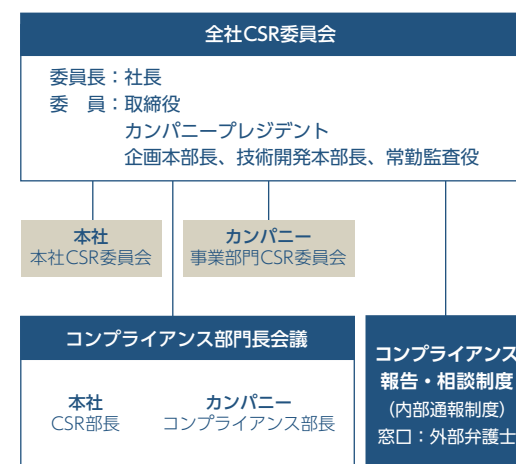 全社CSR委員会
委員長：社長
委　員：取締役
カンパニープレジデント
企画本部長、技術開発本部長、常勤監査役
本社
本社CSR委員会
カンパニー
事業部門CSR委員会
コンプライアンス部門長会議
本社
CSR部長
カンパニー
コンプライアンス部長
コンプライアンス
報告・相談制度
（内部通報制度）
窓口：外部弁護士